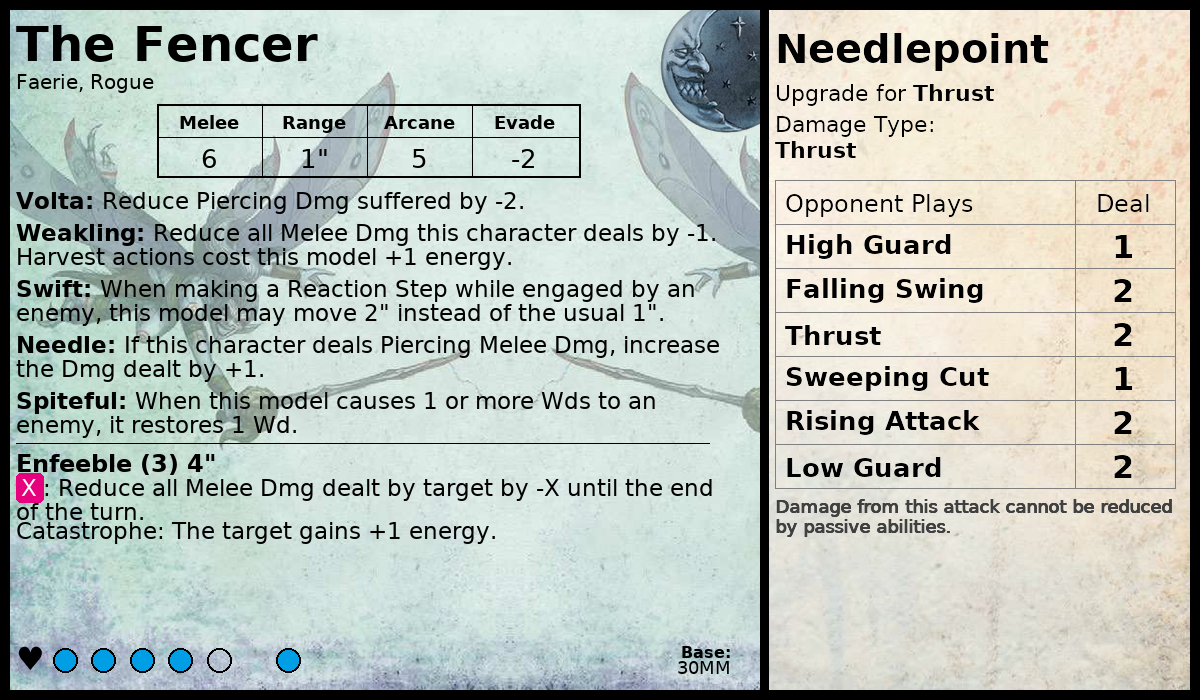 The Fencer
Faerie, Rogue
Melee Range Arcane Evade
6 1" 5 -2
Volta: Reduce Piercing Dmg suffered by -2.
Weakling: Reduce all Melee Dmg this character deals by -1.
Harvest actions cost this model +1 energy.
Swift: When making a Reaction Step while engaged by an
enemy, this model may move 2" instead of the usual 1".
Needle: If this character deals Piercing Melee Dmg, increase
the Dmg dealt by +1.
Spiteful: When this model causes 1 or more Wds to an
enemy, it restores 1 Wd.
Enfeeble (3) 4"
X: Reduce all Melee Dmg dealt by target by -X until the end
of the turn.
Catastrophe: The target gains +1 energy.
Base:
30MM
Needlepoint
Upgrade for Thrust
Damage Type:
Thrust
Opponent Plays Deal
High Guard 1
Falling Swing 2
Thrust 2
Sweeping Cut 1
Rising Attack 2
Low Guard 2
Damage from this attack cannot be reduced
by passive abilities.